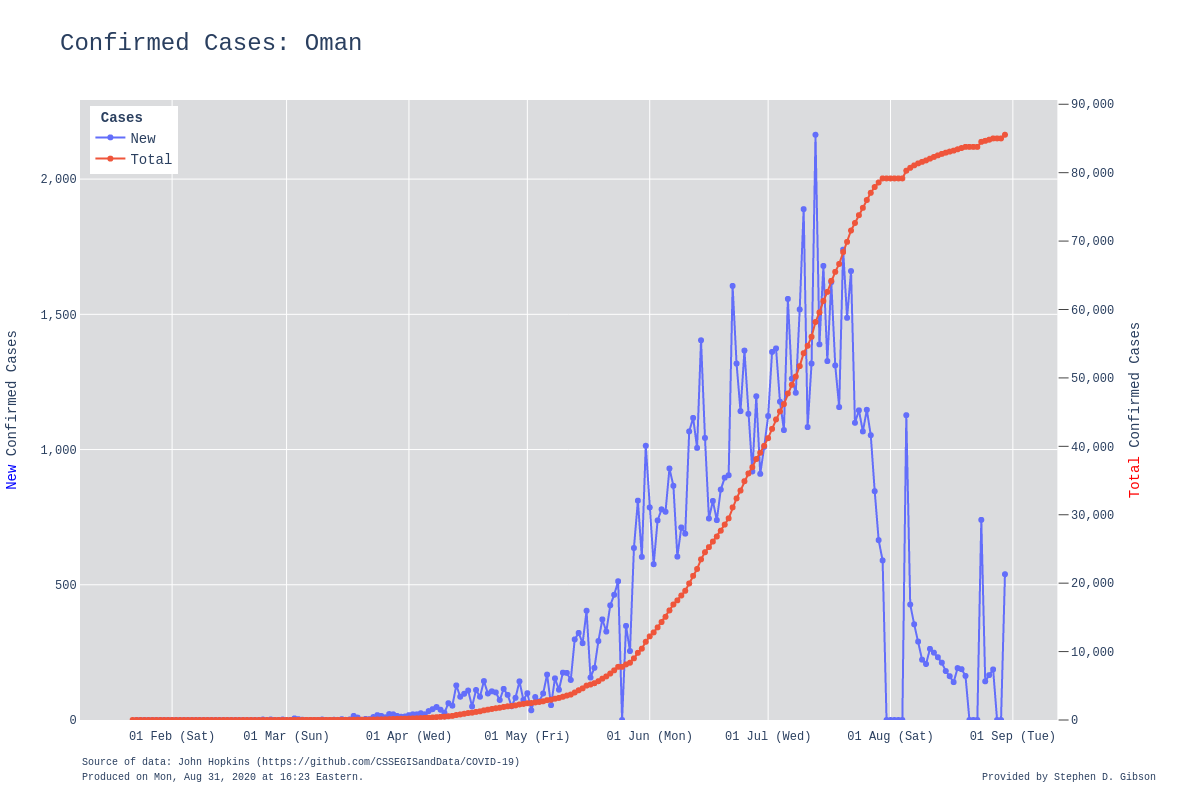 Confirmed Cases: Oman
Cases
New
Total
2,000
1,500
1,000
500
0
90,000
80,000
70,000
60,000
50,000
40,000
30,000
20,000
10,000
0
New Confirmed Cases
Total Confirmed Cases
01 Feb (Sat) 01 Mar (Sun) 01 Apr (Wed) 01 May (Fri) 01 Jun (Mon) 01 Jul (Wed) 01 Aug (Sat) 01 Sep (Tue)
Source of data: John Hopkins (https://github.com/CSSEGISandData/COVID-19)
Produced on Mon, Aug 31, 2020 at 16:23 Eastern.
Provided by Stephen D. Gibson